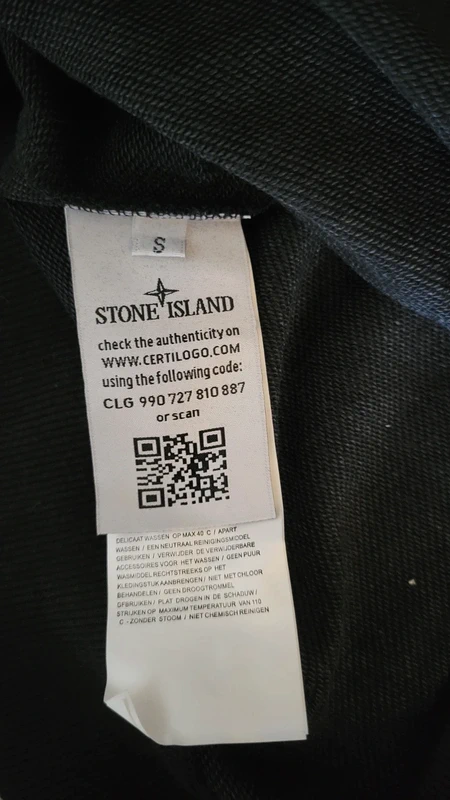 S
STONE ISLAND
check the authenticity on
WWW.CERTILOGO.COM
using the following code:
CLG 990 727 810 887
or scan
DELICAAT WASSEN OP MAX 40 C / APART
WASSEN / EEN NEUTRAAL REINIGINGSMIDDEL
GEBRUIKEN / VERWIJDER DE VERWIJDERBARE
ACCESSOIRES VOOR HET WASSEN / GEEN PUUR
WASMIDDEL RECHTSTREEKS OP HET
KLEDINGSTUK AANBRENGEN / NIET MET CHLOOR
BEHANDELEN / GEEN DROOGTROMMEL
GEBRUIKEN / PLAT DROGEN IN DE SCHADUW /
STRIJKEN OP MAXIMUM TEMPERATUUR VAN 110
C - ZONDER STOOM / NIET CHEMISCH REINIGEN